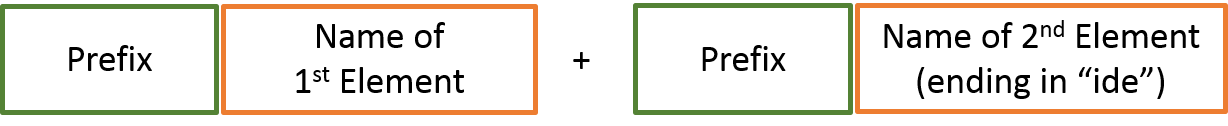 Prefix
Name of
1st Element
+
Prefix
Name of 2nd Element
(ending in “ide”)